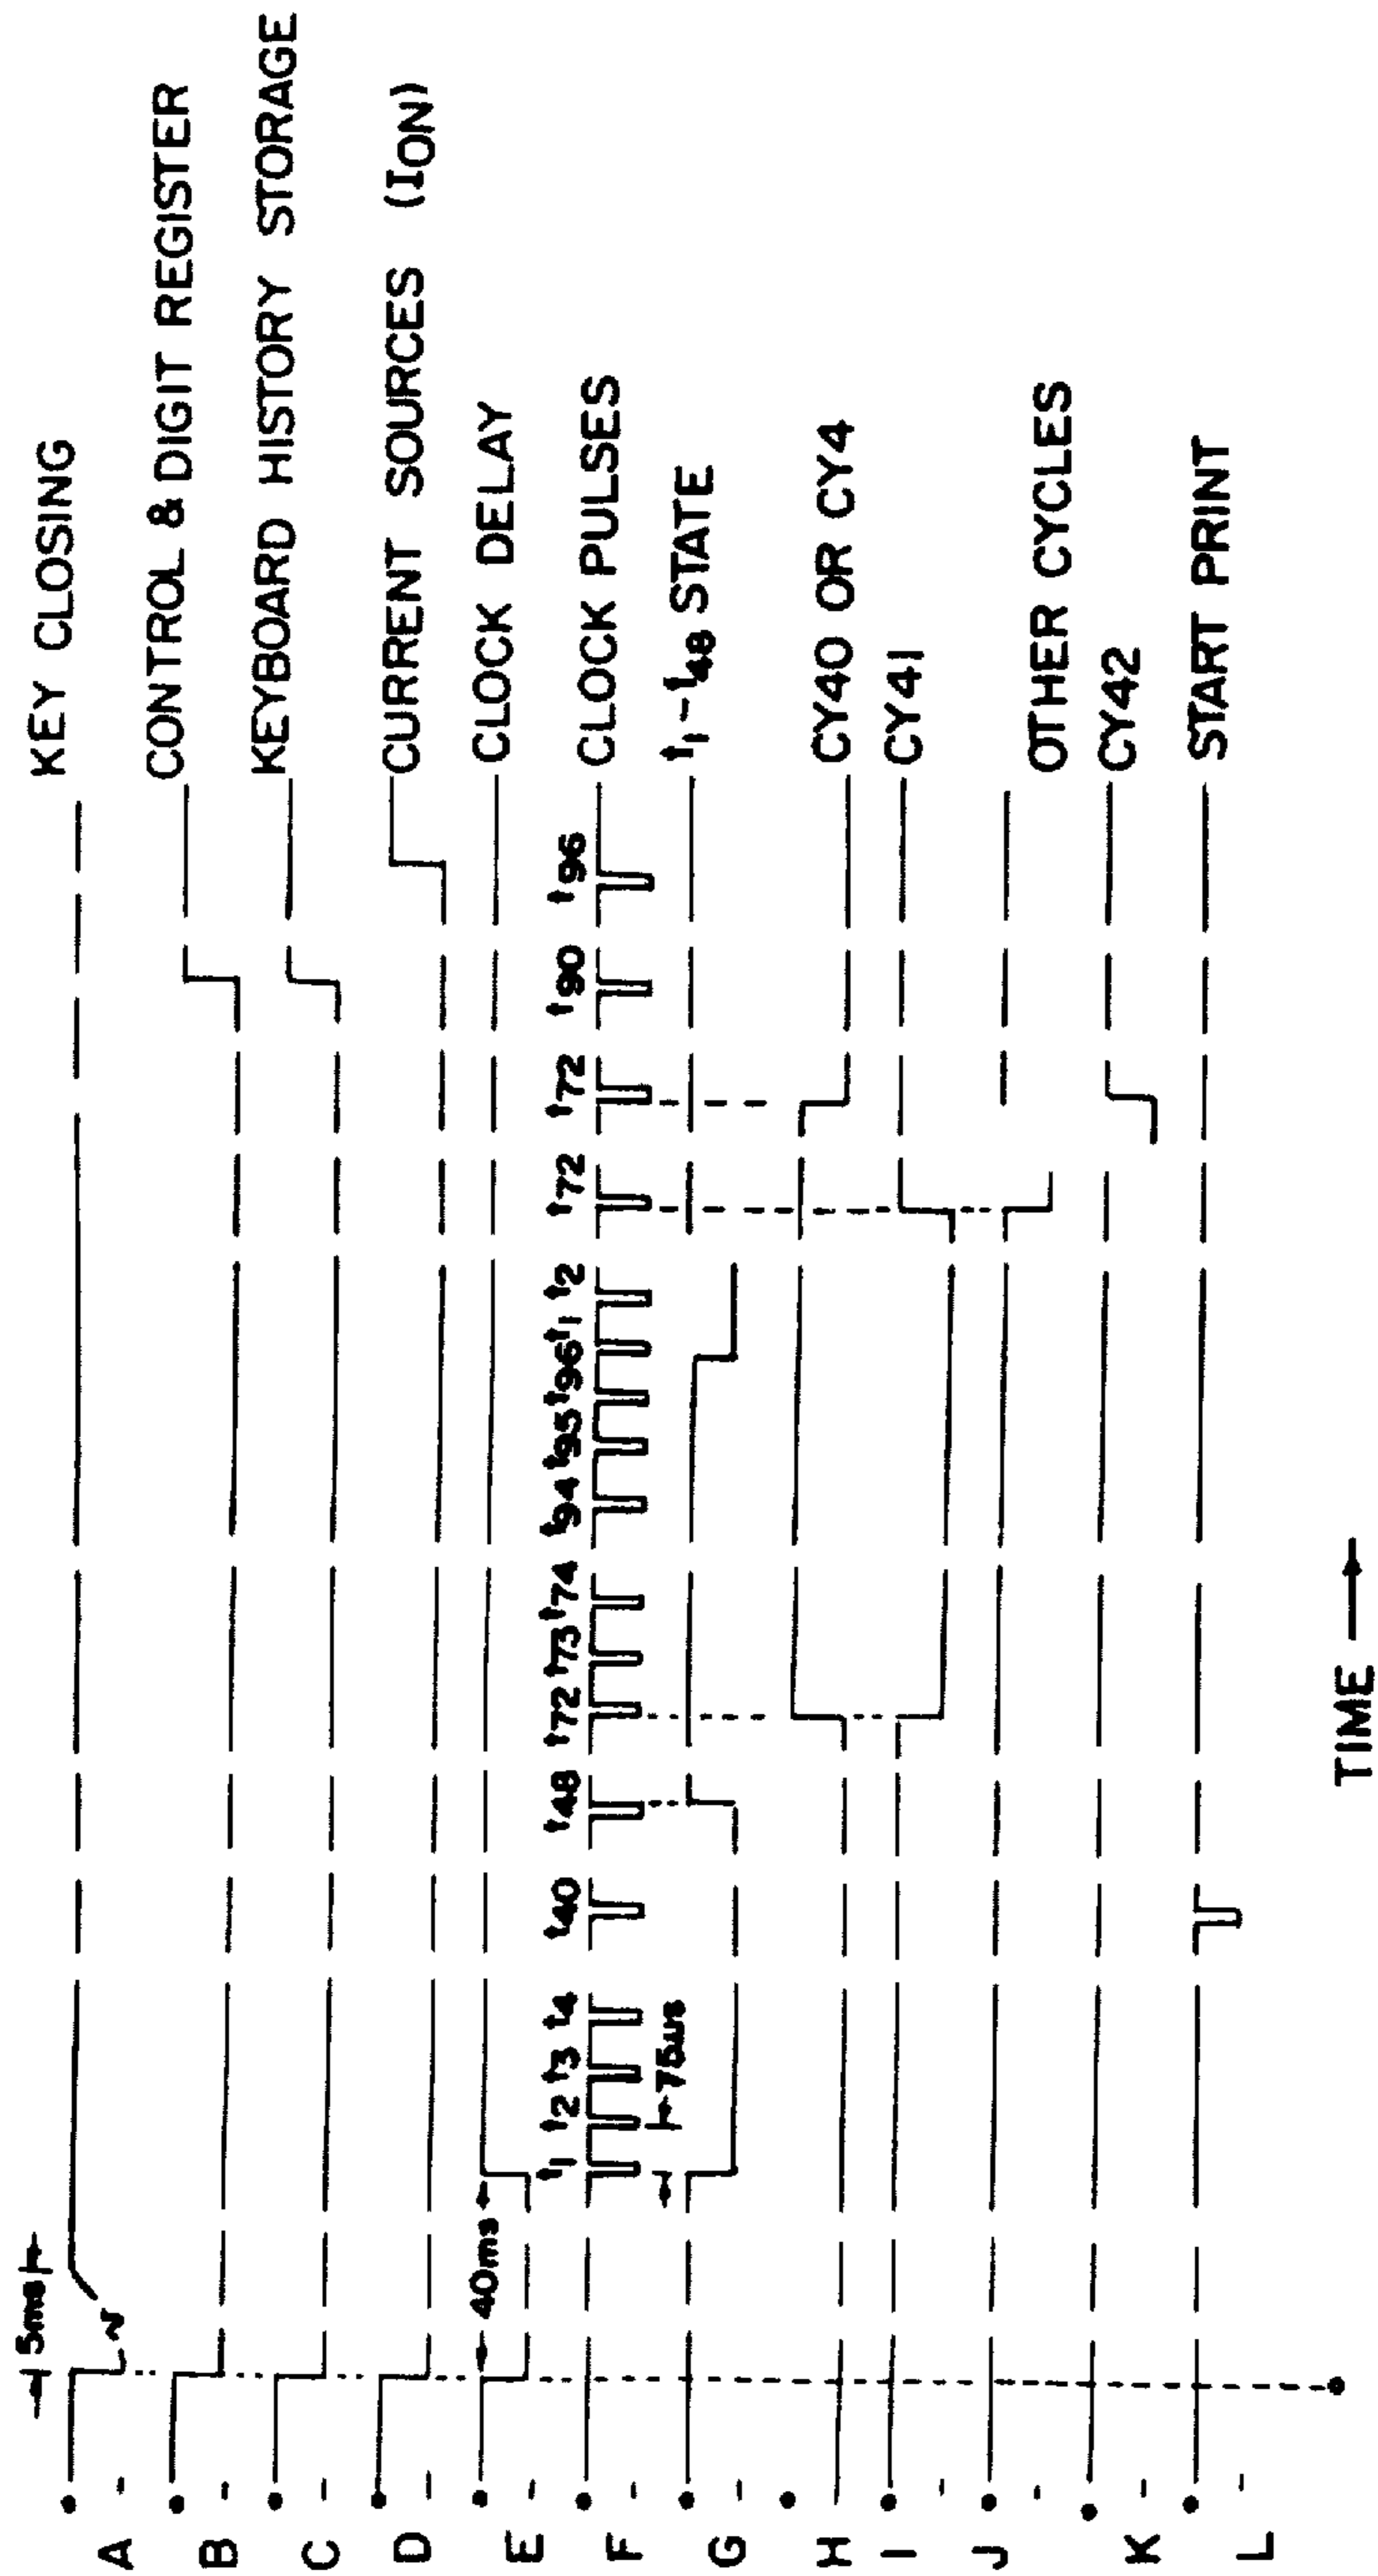 A KEY CLOSING
5ms
B CONTROL & DIGIT REGISTER
C KEYBOARD HISTORY STORAGE
D CURRENT SOURCES (ION)
E CLOCK DELAY
40ms
t1 t2 t3 t4 t40 t48 t72 t73 t74 t94 t95 t96 t1 t2 t72 t72 t90 t96
F CLOCK PULSES
75us
G t1-t48 STATE
H CY40 OR CY4
I CY41
J OTHER CYCLES
K CY42
L START PRINT
TIME